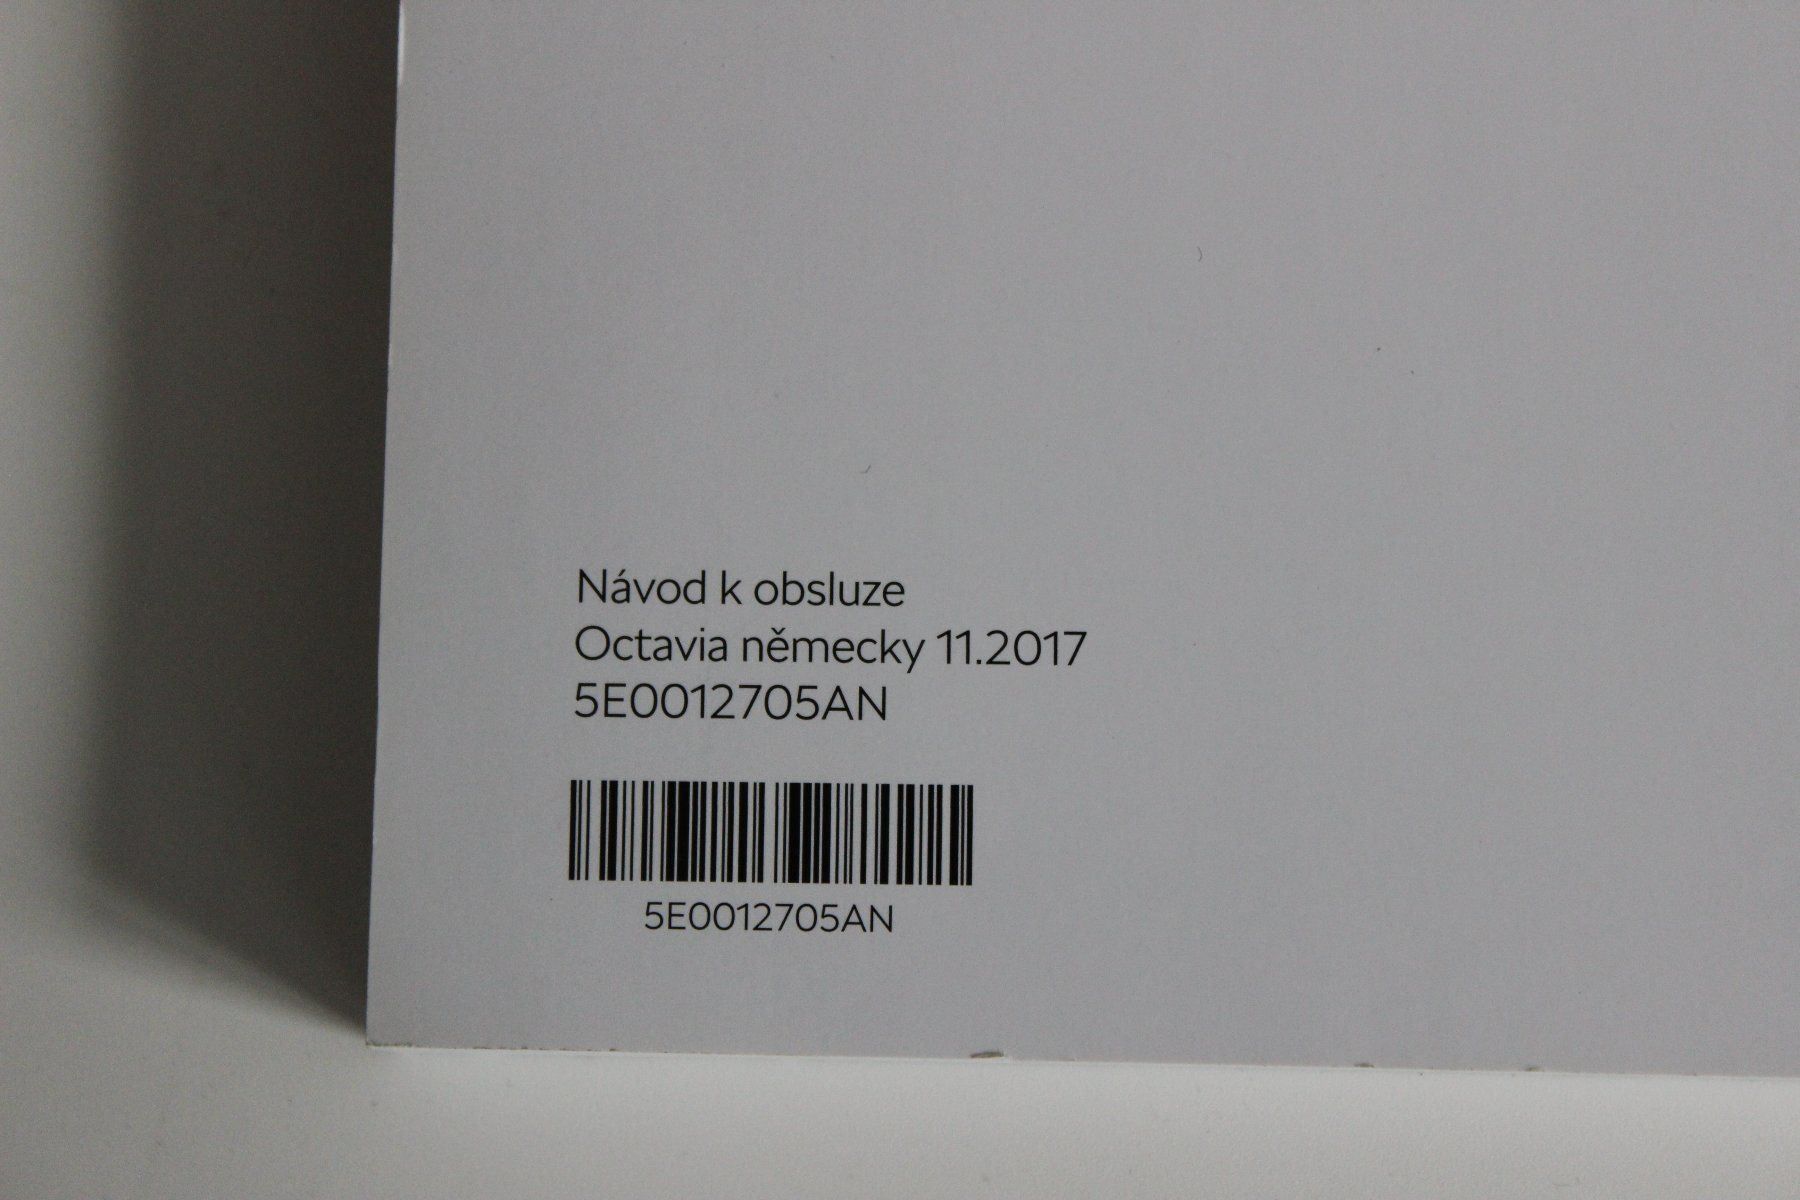 Návod k obsluze
Octavia německy 11.2017
5E0012705AN
5E0012705AN